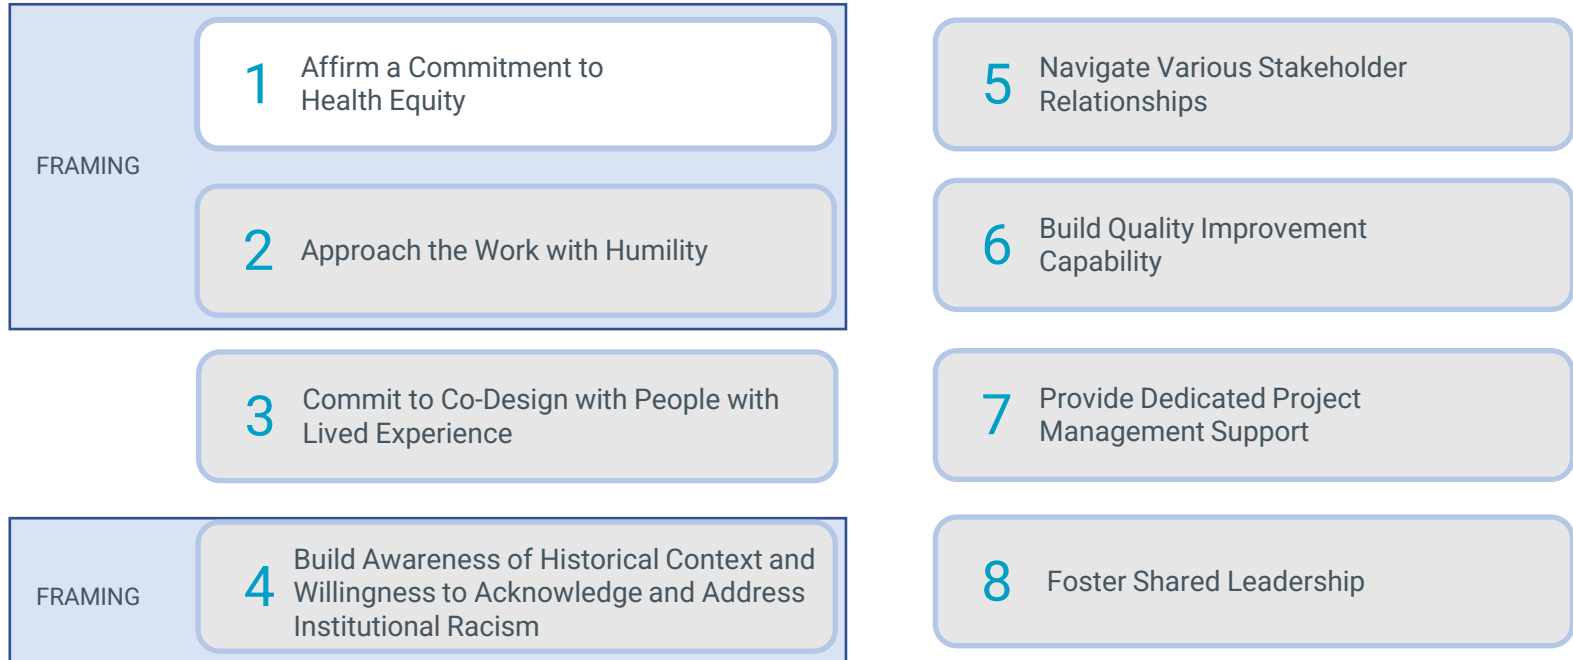 FRAMING
1
Affirm a Commitment to
Health Equity
2
Approach the Work with Humility
3
Commit to Co-Design with People with
Lived Experience
FRAMING
4
Build Awareness of Historical Context and
Willingness to Acknowledge and Address
Institutional Racism
5
Navigate Various Stakeholder
Relationships
6
Build Quality Improvement
Capability
7
Provide Dedicated Project
Management Support
8
Foster Shared Leadership